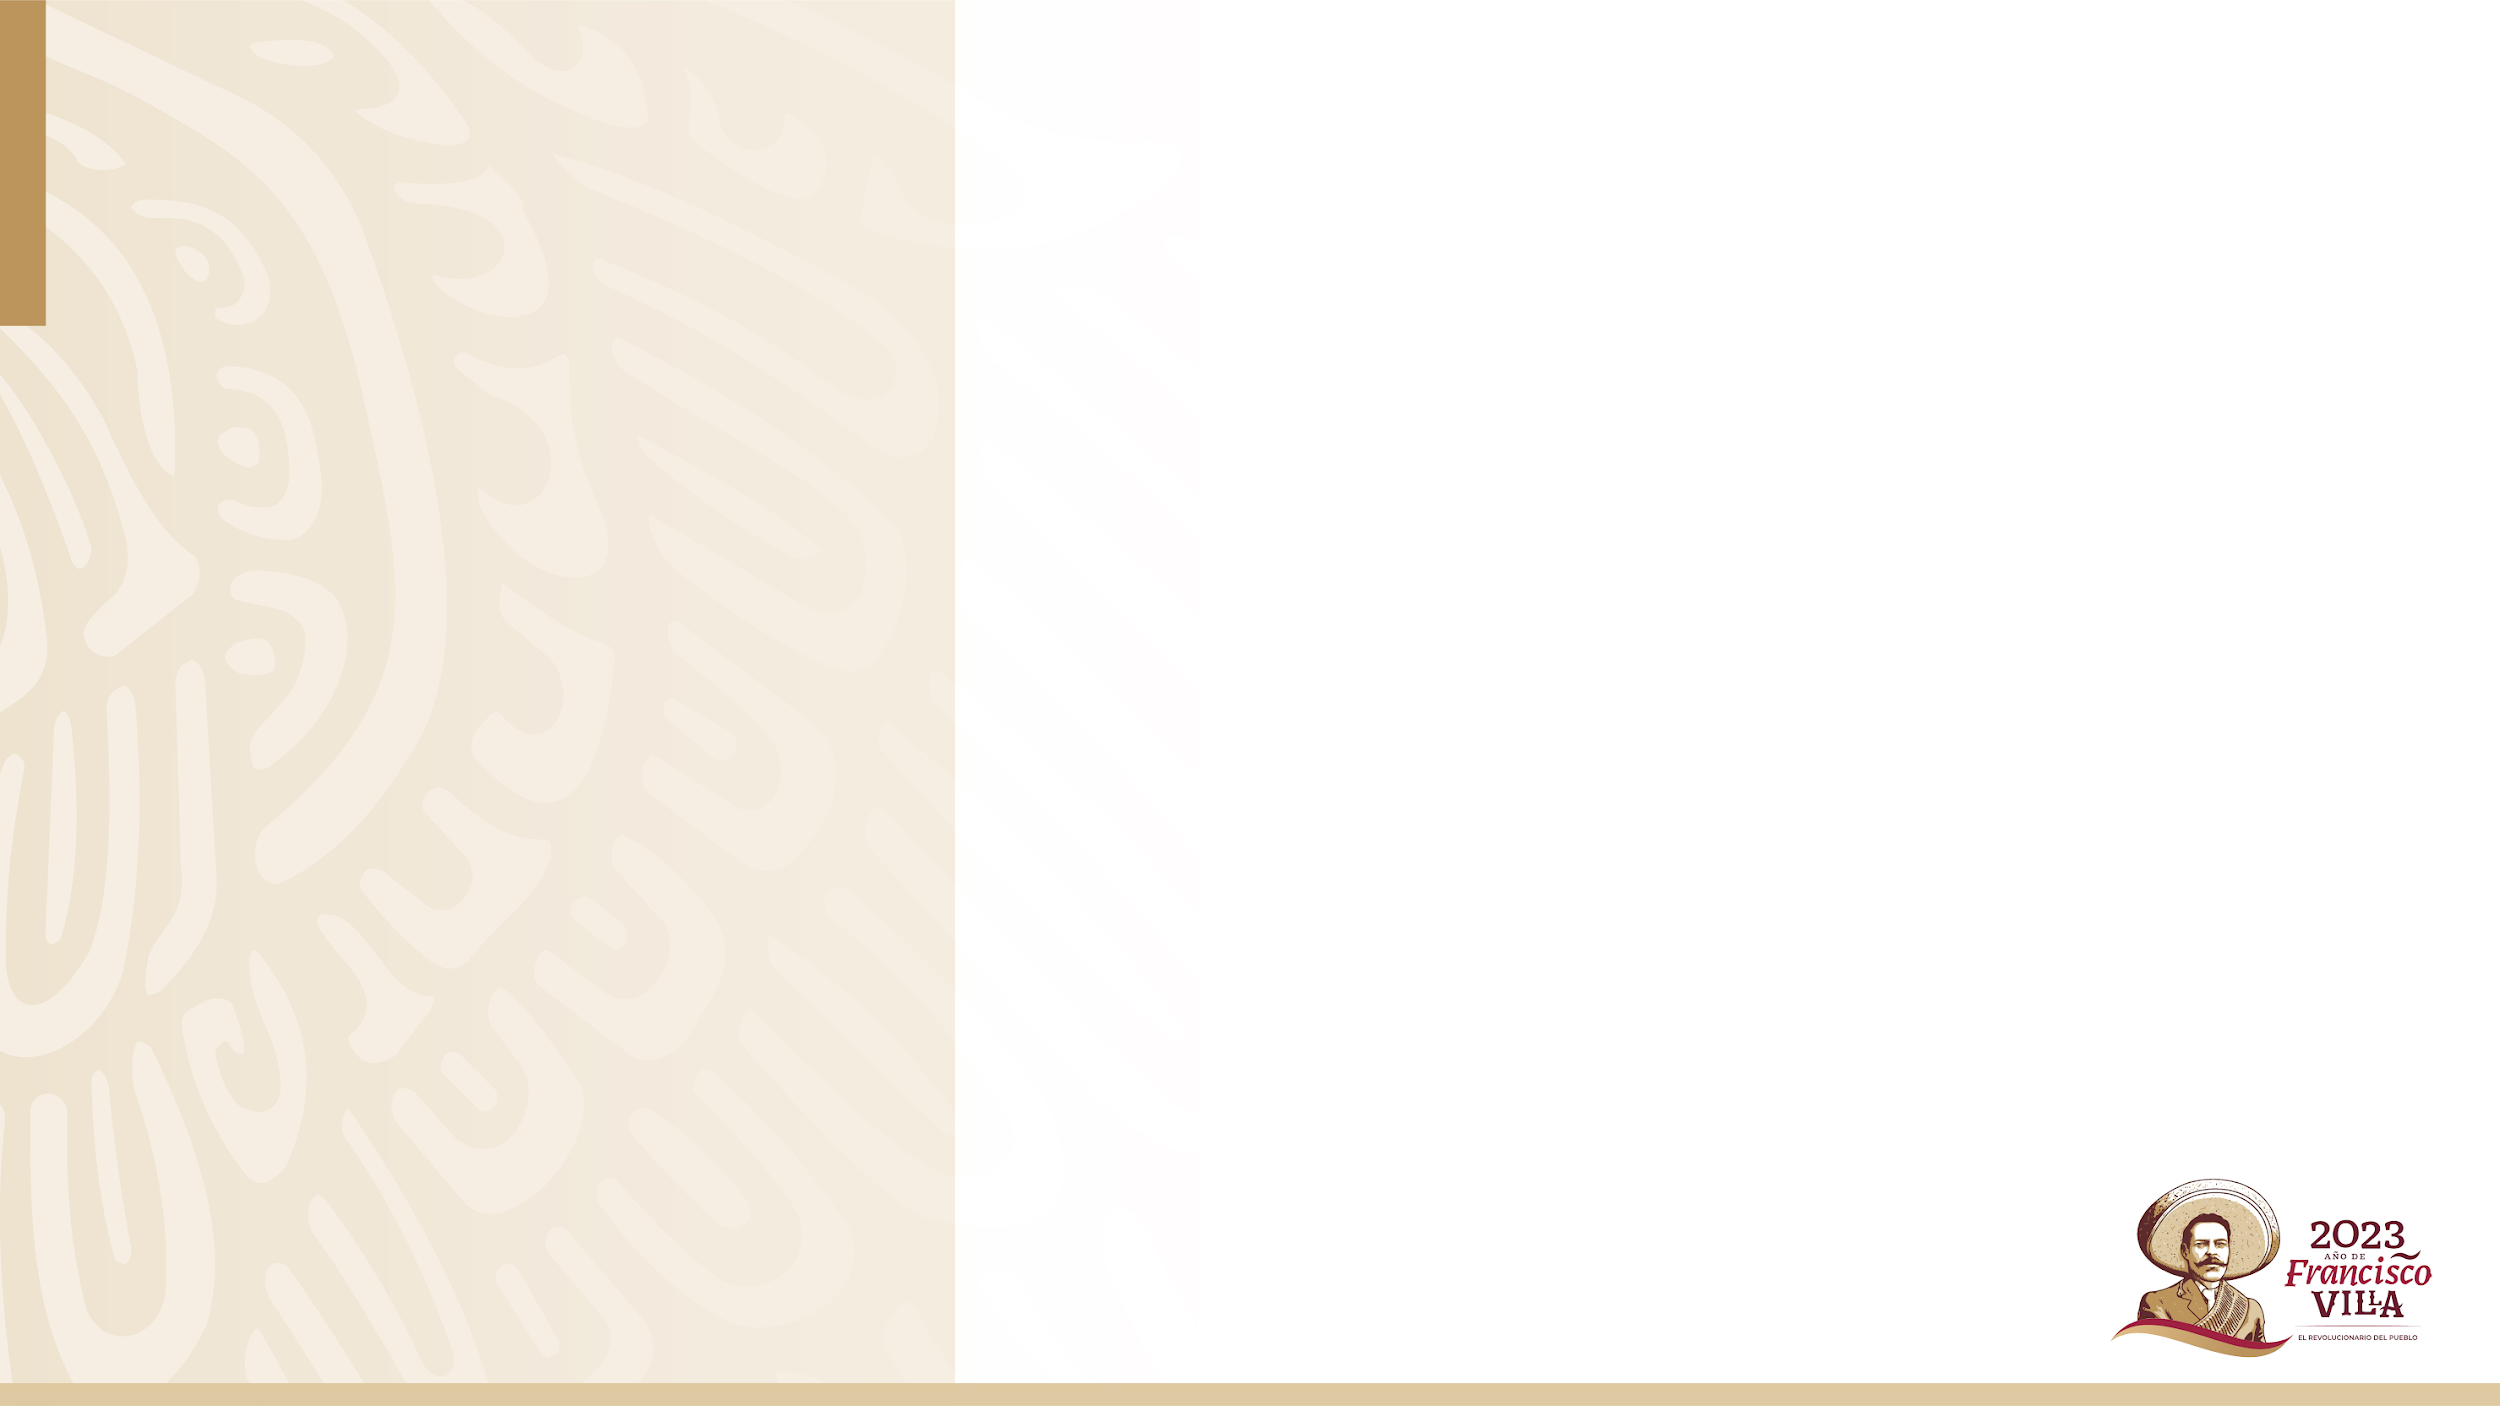 2023
AÑO DE
Francisco
VILLA
EL REVOLUCIONARIO DEL PUEBLO